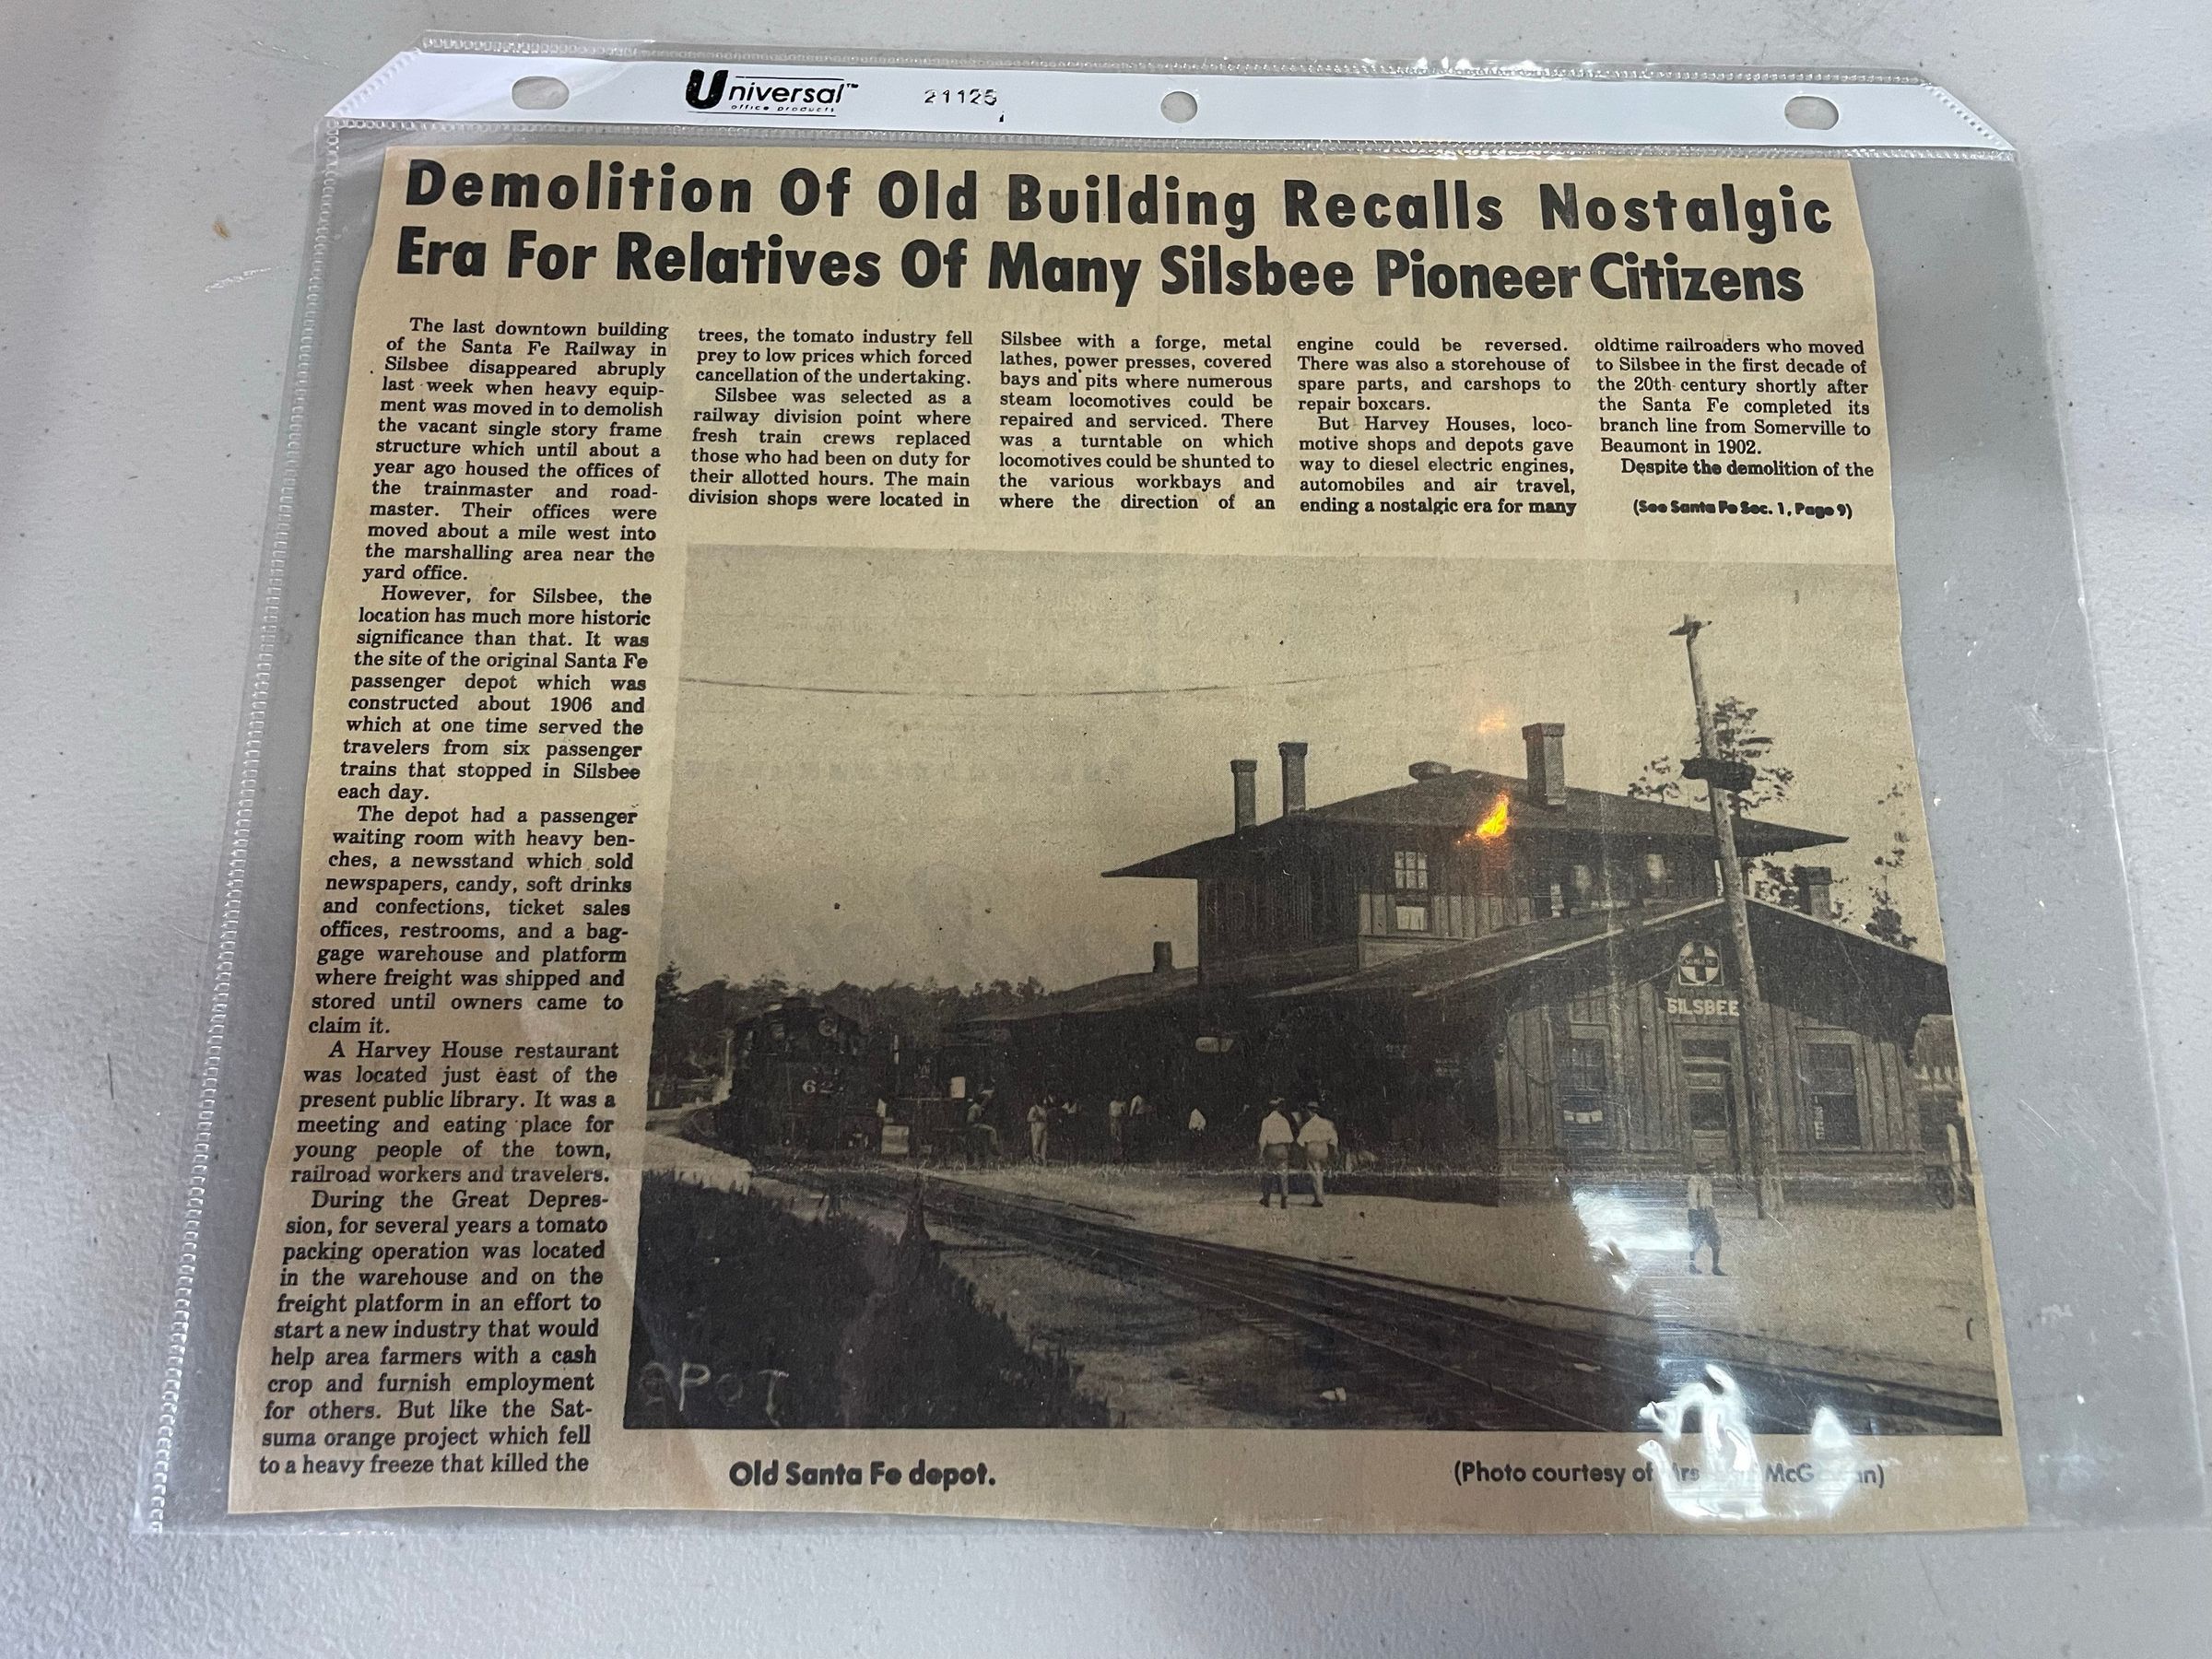 Universal™
office products
21125
Demolition Of Old Building Recalls Nostalgic
Era For Relatives Of Many Silsbee Pioneer Citizens
The last downtown building
of the Santa Fe Railway in
Silsbee disappeared abruply
last week when heavy equip-
ment was moved in to demolish
the vacant single story frame
structure which until about a
year ago housed the offices of
the trainmaster and road-
master. Their offices were
moved about a mile west into
the marshalling area near the
yard office.
However, for Silsbee, the
location has much more historic
significance than that. It was
the site of the original Santa Fe
passenger depot which was
constructed about 1906 and
which at one time served the
travelers from six passenger
trains that stopped in Silsbee
each day.
The depot had a passenger
waiting room with heavy ben-
ches, a newsstand which sold
newspapers, candy, soft drinks
and confections, ticket sales
offices, restrooms, and a bag-
gage warehouse and platform
where freight was shipped and
stored until owners came to
claim it.
A Harvey House restaurant
was located just east of the
present public library. It was a
meeting and eating place for
young people of the town,
railroad workers and travelers.
During the Great Depres-
sion, for several years a tomato
packing operation was located
in the warehouse and on the
freight platform in an effort to
start a new industry that would
help area farmers with a cash
crop and furnish employment
for others. But like the Sat-
suma orange project which fell
to a heavy freeze that killed the
trees, the tomato industry fell
prey to low prices which forced
cancellation of the undertaking.
Silsbee was selected as a
railway division point where
fresh train crews replaced
those who had been on duty for
their allotted hours. The main
division shops were located in
Silsbee with a forge, metal
lathes, power presses, covered
bays and pits where numerous
steam locomotives could be
repaired and serviced. There
was a turntable on which
locomotives could be shunted to
the various workbays and
where the direction of an
engine could be reversed.
There was also a storehouse of
spare parts, and carshops to
repair boxcars.
But Harvey Houses, loco-
motive shops and depots gave
way to diesel electric engines,
automobiles and air travel,
ending a nostalgic era for many
oldtime railroaders who moved
to Silsbee in the first decade of
the 20th century shortly after
the Santa Fe completed its
branch line from Somerville to
Beaumont in 1902.
Despite the demolition of the
(See Santa Fe Sec. 1, Page 9)
SILSBEE
62
EPOT
Old Santa Fe depot.
(Photo courtesy of